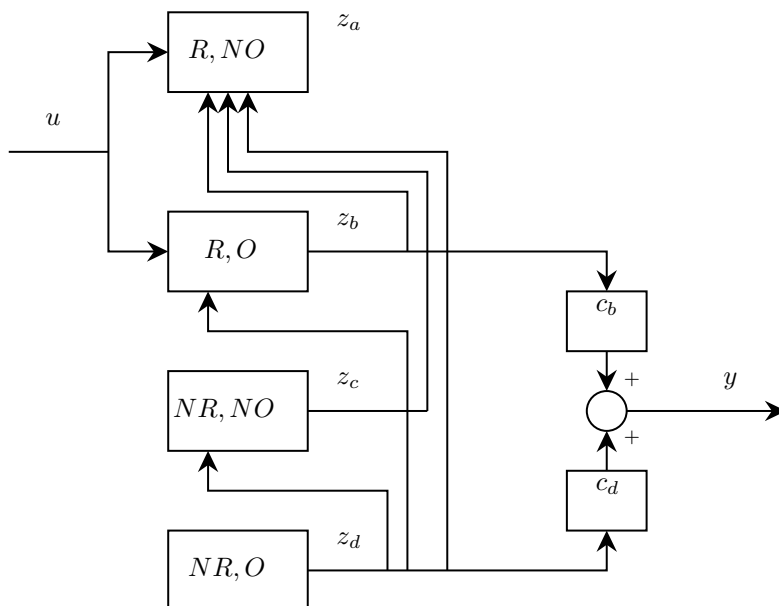 z_a
R, NO
u
z_b
R, O
c_b
z_c
+
y
NR, NO
+
c_d
z_d
NR, O